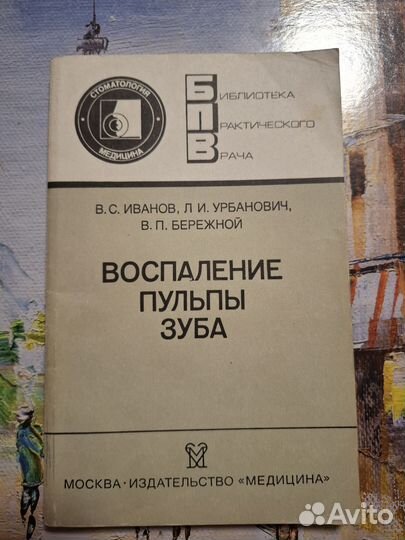 СТОМАТОЛОГИЯ
МЕДИЦИНА
БИБЛИОТЕКА
ПРАКТИЧЕСКОГО
ВРАЧА
В. С. ИВАНОВ, Л И. УРБАНОВИЧ,
В. П. БЕРЕЖНОЙ
ВОСПАЛЕНИЕ
ПУЛЬПЫ
ЗУБА
МОСКВА · ИЗДАТЕЛЬСТВО «МЕДИЦИНА»
Avito